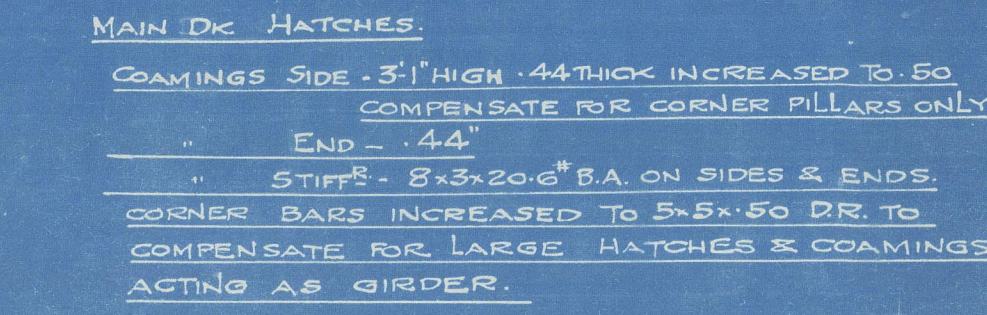 MAIN DK HATCHES.
COAMINGS SIDE - 3'-1" HIGH .44 THICK INCREASED TO .50
COMPENSATE FOR CORNER PILLARS ONLY
" END - .44"
" STIFFR. - 8x3x20.6# B.A. ON SIDES & ENDS.
CORNER BARS INCREASED TO 5x5x.50 D.R. TO
COMPENSATE FOR LARGE HATCHES & COAMINGS
ACTING AS GIRDER.